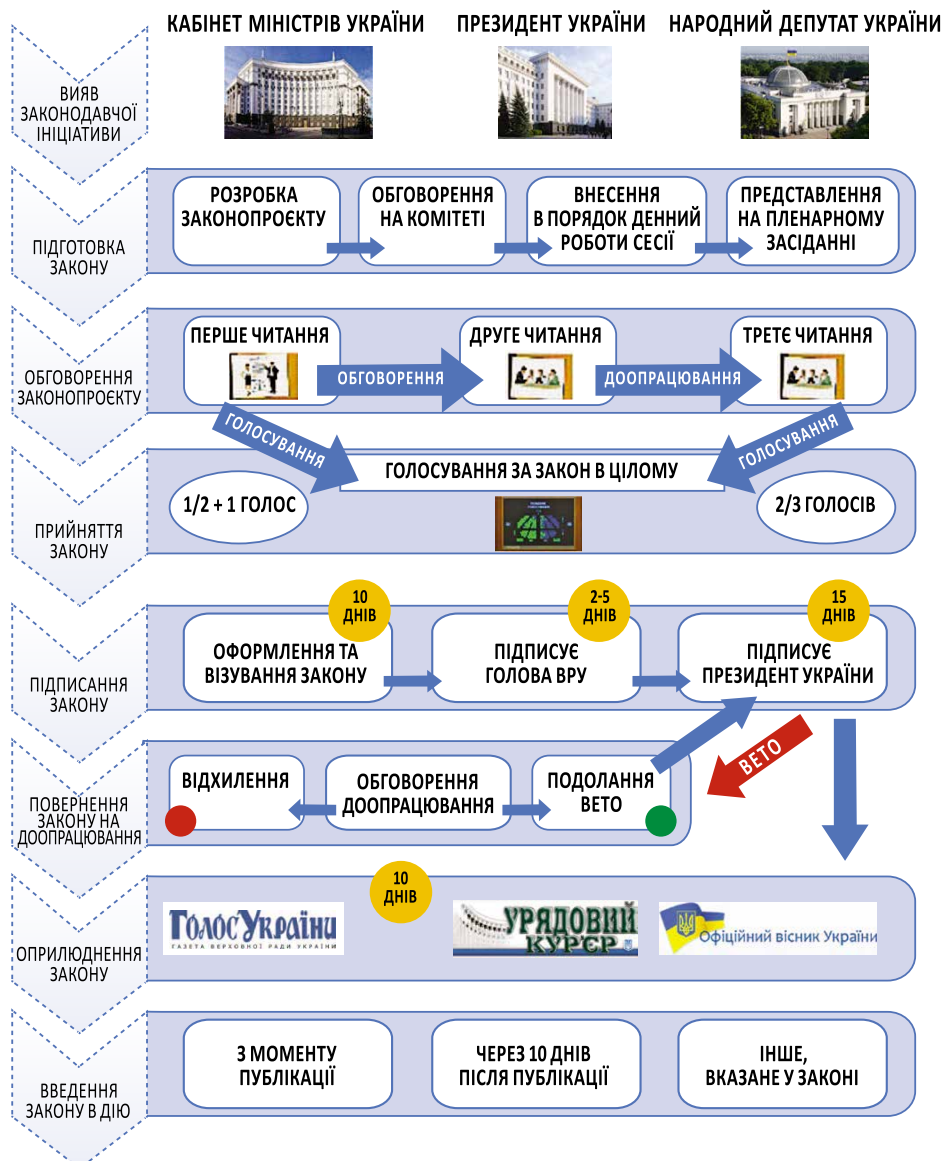 КАБІНЕТ МІНІСТРІВ УКРАЇНИ
ПРЕЗИДЕНТ УКРАЇНИ
НАРОДНИЙ ДЕПУТАТ УКРАЇНИ
ВИЯВ
ЗАКОНОДАВЧОЇ
ІНІЦІАТИВИ
ПІДГОТОВКА
ЗАКОНУ
РОЗРОБКА
ЗАКОНОПРОЄКТУ
ОБГОВОРЕННЯ
НА КОМІТЕТІ
ВНЕСЕННЯ
В ПОРЯДОК ДЕННИЙ
РОБОТИ СЕСІЇ
ПРЕДСТАВЛЕННЯ
НА ПЛЕНАРНОМУ
ЗАСІДАННІ
ОБГОВОРЕННЯ
ЗАКОНОПРОЄКТУ
ПЕРШЕ ЧИТАННЯ
ОБГОВОРЕННЯ
ДРУГЕ ЧИТАННЯ
ДООПРАЦЮВАННЯ
ТРЕТЄ ЧИТАННЯ
ГОЛОСУВАННЯ
ГОЛОСУВАННЯ
ПРИЙНЯТТЯ
ЗАКОНУ
1/2 + 1 ГОЛОС
ГОЛОСУВАННЯ ЗА ЗАКОН В ЦІЛОМУ
2/3 ГОЛОСІВ
ПІДПИСАННЯ
ЗАКОНУ
10
ДНІВ
ОФОРМЛЕННЯ ТА
ВІЗУВАННЯ ЗАКОНУ
2-5
ДНІВ
ПІДПИСУЄ
ГОЛОВА ВРУ
15
ДНІВ
ПІДПИСУЄ
ПРЕЗИДЕНТ УКРАЇНИ
ВЕТО
ПОВЕРНЕННЯ
ЗАКОНУ НА
ДООПРАЦЮВАННЯ
ВІДХИЛЕННЯ
ОБГОВОРЕННЯ
ДООПРАЦЮВАННЯ
ПОДОЛАННЯ
ВЕТО
ОПРИЛЮДНЕННЯ
ЗАКОНУ
10
ДНІВ
ГОЛОС УКРАЇНИ
ГАЗЕТА ВЕРХОВНОЇ РАДИ УКРАЇНИ
УРЯДОВИЙ
КУР'ЄР
Офіційний вісник України
ВВЕДЕННЯ
ЗАКОНУ В ДІЮ
З МОМЕНТУ
ПУБЛІКАЦІЇ
ЧЕРЕЗ 10 ДНІВ
ПІСЛЯ ПУБЛІКАЦІЇ
ІНШЕ,
ВКАЗАНЕ У ЗАКОНІ